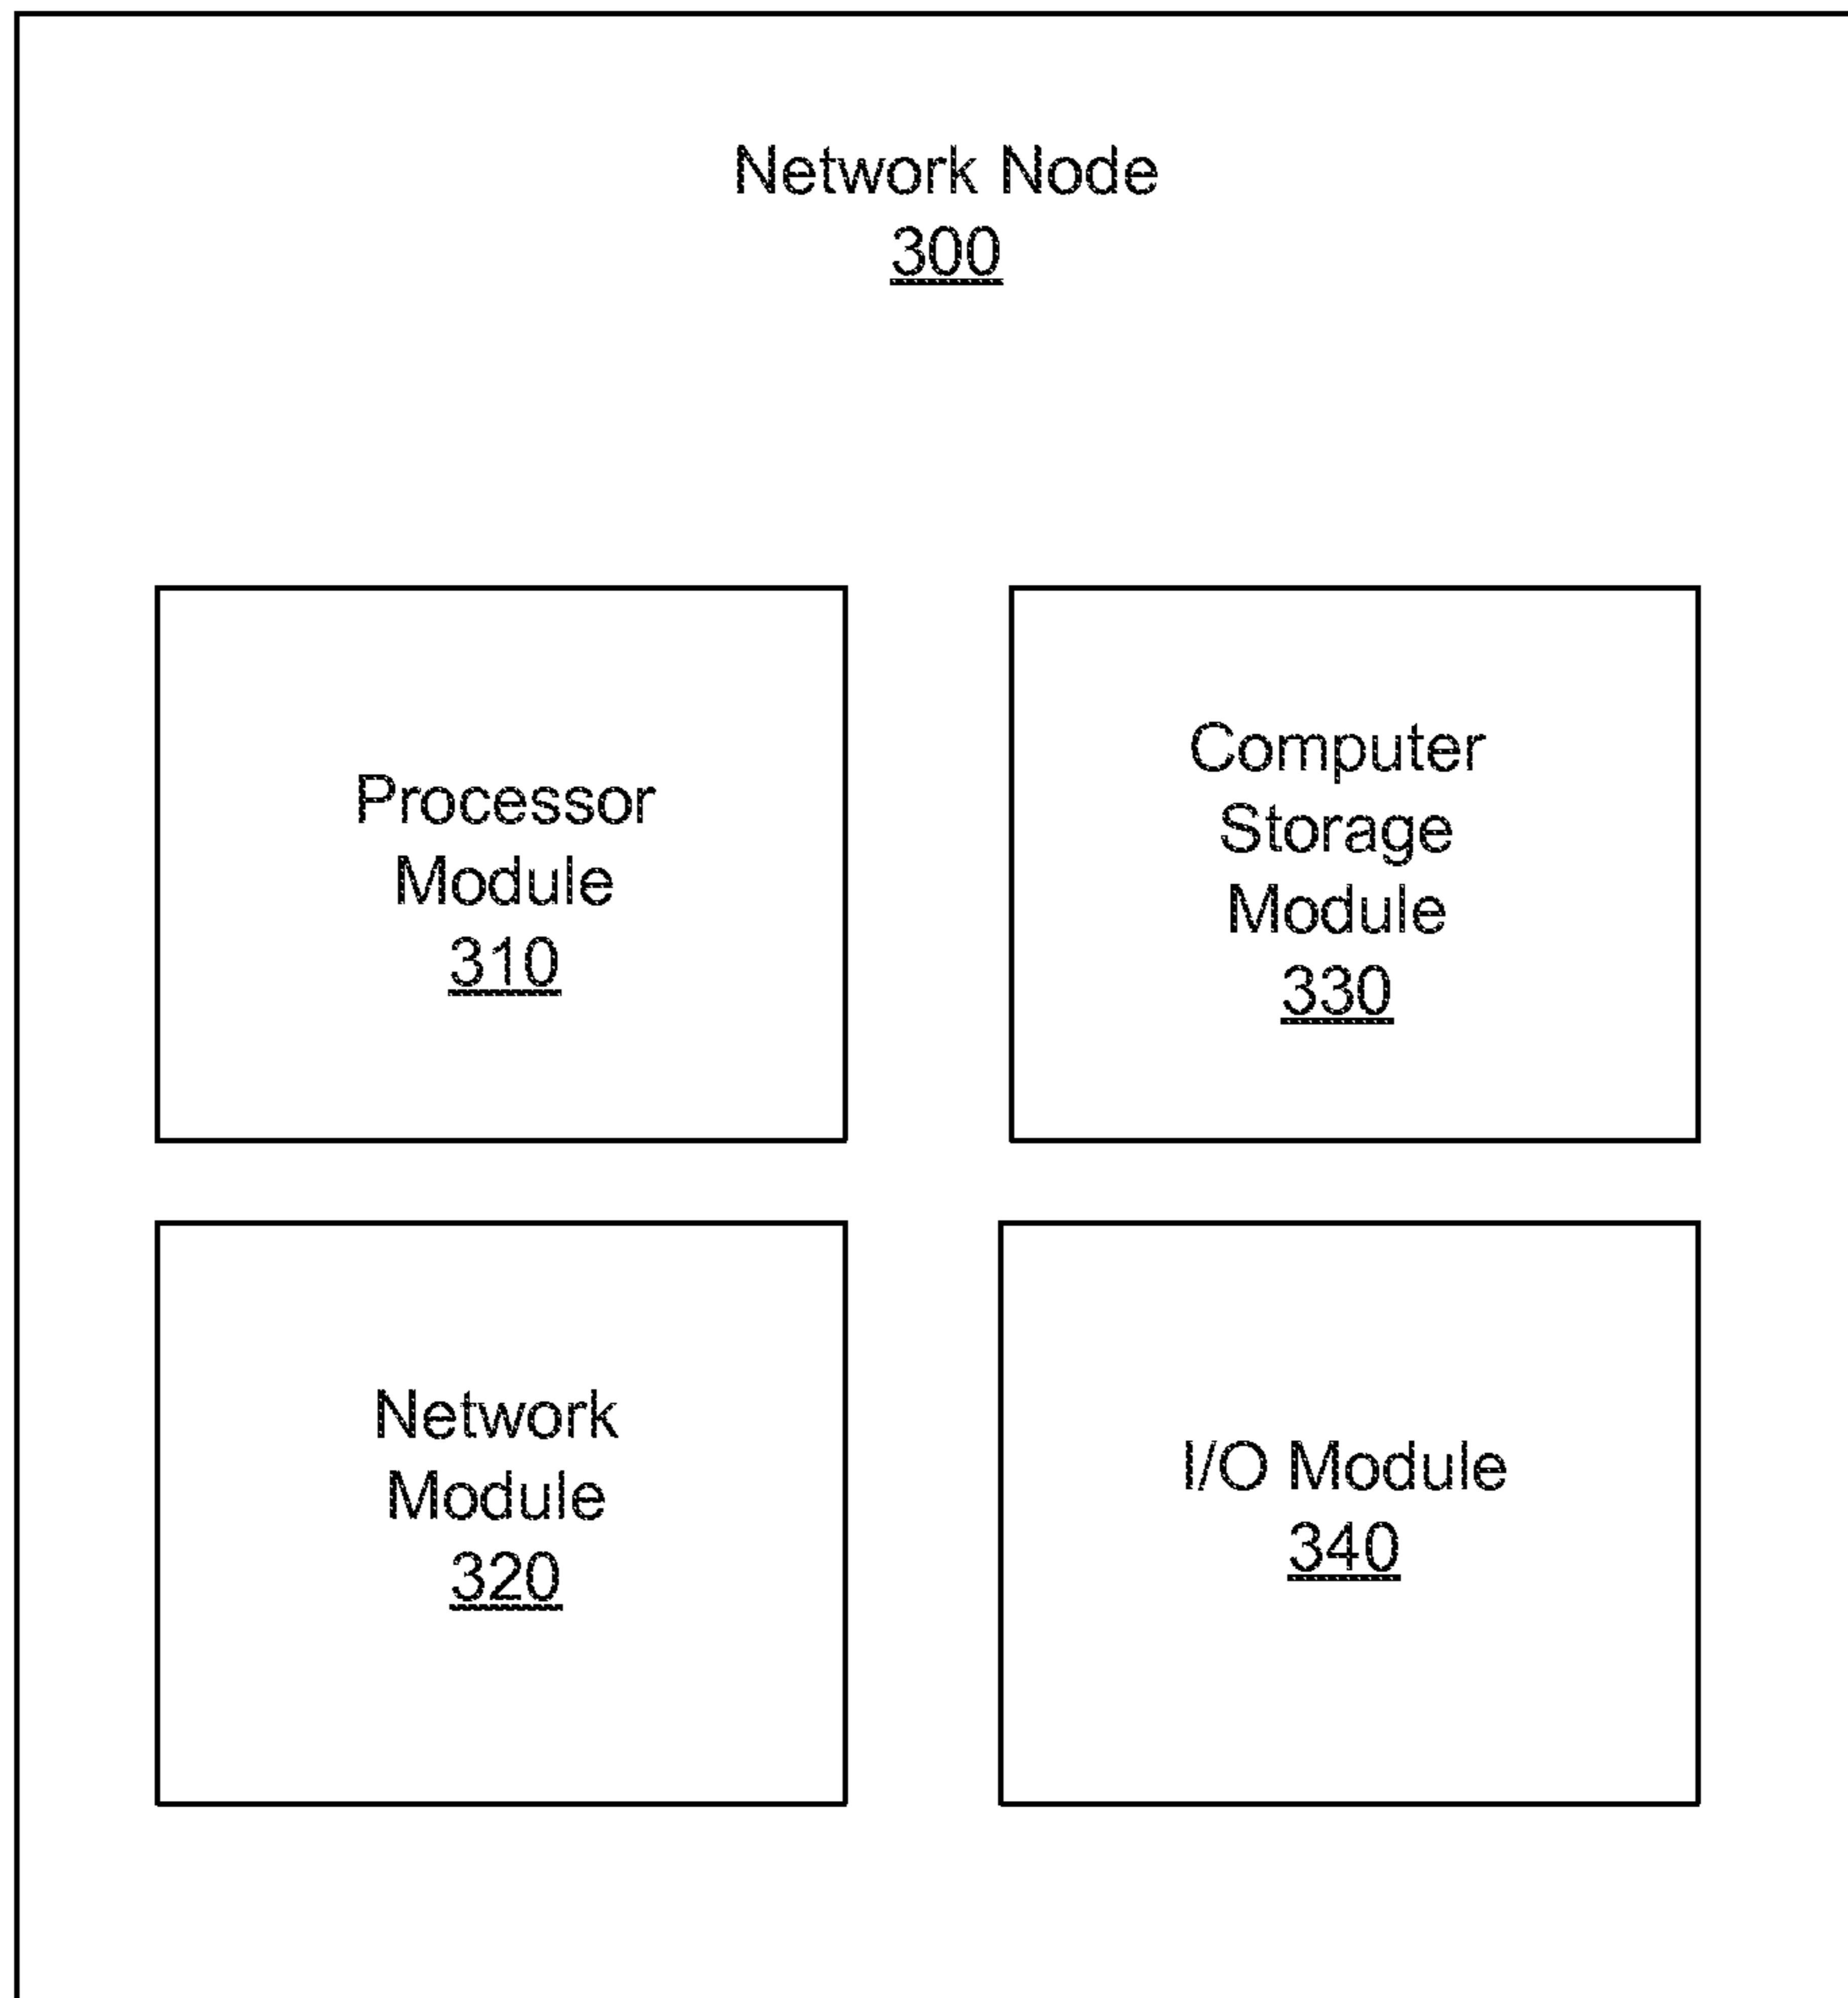 Network Node
300
Processor
Module
310
Computer
Storage
Module
330
Network
Module
320
I/O Module
340